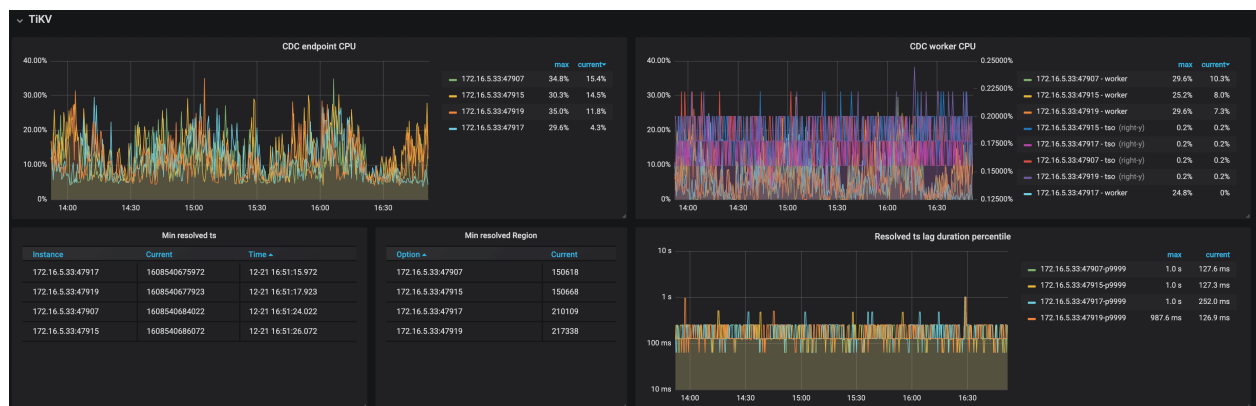 TiKV
CDC endpoint CPU
40.00%
30.00%
20.00%
10.00%
0%
14:00 14:30 15:00 15:30 16:00 16:30
max current
172.16.5.33:47907 34.8% 15.4%
172.16.5.33:47915 30.3% 14.5%
172.16.5.33:47919 35.0% 11.8%
172.16.5.33:47917 29.6% 4.3%
CDC worker CPU
40.00%
30.00%
20.00%
10.00%
0%
0.25000%
0.22500%
0.20000%
0.17500%
0.15000%
0.12500%
14:00 14:30 15:00 15:30 16:00 16:30
max current
172.16.5.33:47907 - worker 29.6% 10.3%
172.16.5.33:47915 - worker 25.2% 8.0%
172.16.5.33:47919 - worker 29.6% 7.3%
172.16.5.33:47915 - tso (right-y) 0.2% 0.2%
172.16.5.33:47917 - tso (right-y) 0.2% 0.2%
172.16.5.33:47907 - tso (right-y) 0.2% 0.2%
172.16.5.33:47919 - tso (right-y) 0.2% 0.2%
172.16.5.33:47917 - worker 24.8% 0%
Min resolved ts
Instance Current Time
172.16.5.33:47917 1608540675972 12-21 16:51:15.972
172.16.5.33:47919 1608540677923 12-21 16:51:17.923
172.16.5.33:47907 1608540684022 12-21 16:51:24.022
172.16.5.33:47915 1608540686072 12-21 16:51:26.072
Min resolved Region
Option Current
172.16.5.33:47907 150618
172.16.5.33:47915 150668
172.16.5.33:47917 210109
172.16.5.33:47919 217338
Resolved ts lag duration percentile
10 s
1 s
100 ms
10 ms
14:00 14:30 15:00 15:30 16:00 16:30
max current
172.16.5.33:47907-p9999 1.0 s 127.6 ms
172.16.5.33:47915-p9999 1.0 s 127.3 ms
172.16.5.33:47917-p9999 1.0 s 252.0 ms
172.16.5.33:47919-p9999 987.6 ms 126.9 ms